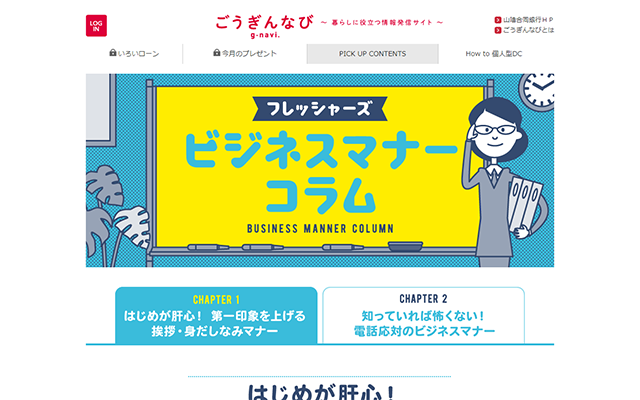 LOG
IN
ごうぎんなび
g-navi.
～ 暮らしに役立つ情報発信サイト ～
山陰合同銀行ＨＰ
ごうぎんなびとは
いろいろローン
今月のプレゼント
PICK UP CONTENTS
How to 個人型DC
フレッシャーズ
ビジネスマナー
コラム
BUSINESS MANNER COLUMN
CHAPTER 1
はじめが肝心！ 第一印象を上げる
挨拶・身だしなみマナー
CHAPTER 2
知っていれば怖くない！
電話応対のビジネスマナー
はじめが肝心！